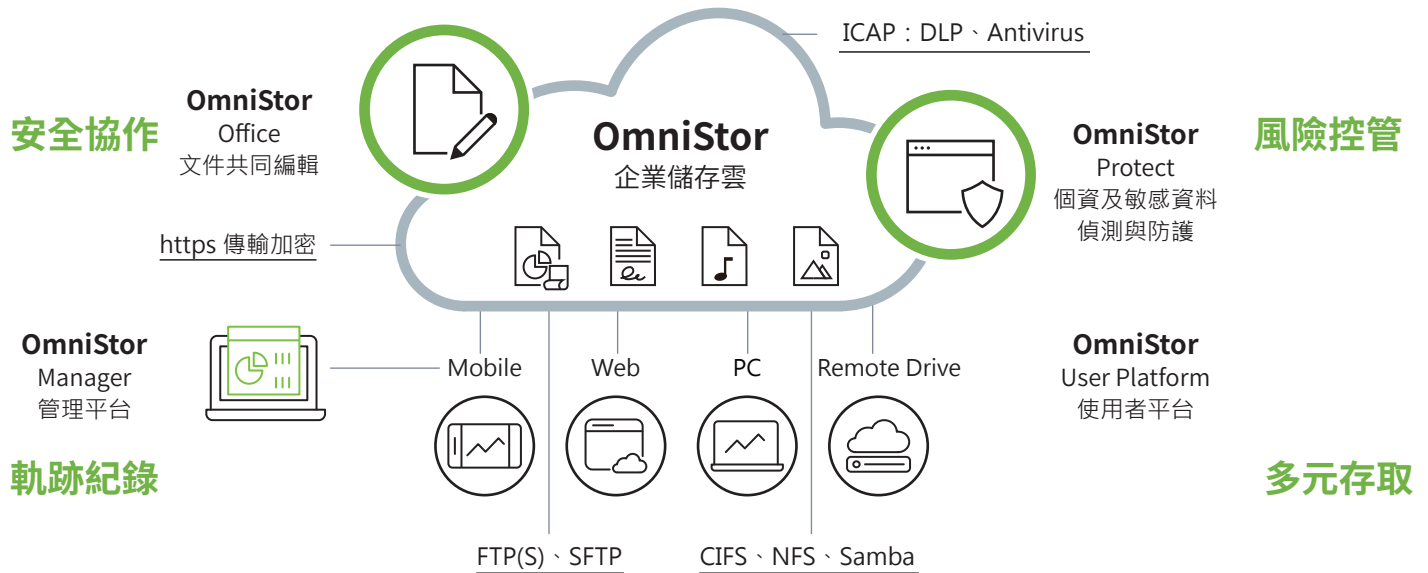 ICAP：DLP、Antivirus
安全協作
OmniStor
Office
文件共同編輯
OmniStor
企業儲存雲
OmniStor
Protect
個資及敏感資料
偵測與防護
風險控管
https 傳輸加密
OmniStor
Manager
管理平台
Mobile
Web
PC
Remote Drive
OmniStor
User Platform
使用者平台
軌跡紀錄
多元存取
FTP(S)、SFTP
CIFS、NFS、Samba